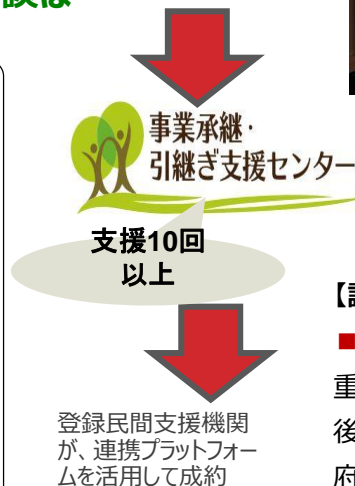 事業承継・
引継ぎ支援センター
支援10回
以上
登録民間支援機関
が、連携プラットフォー
ムを活用して成約
重
後
府